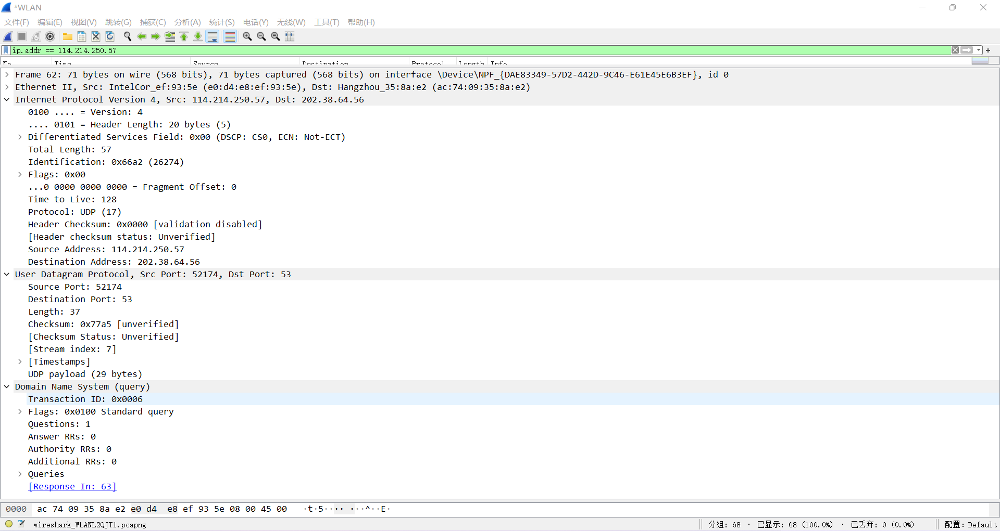 *WLAN
文件(F) 编辑(E) 视图(V) 跳转(G) 捕获(C) 分析(A) 统计(S) 电话(Y) 无线(W) 工具(T) 帮助(H)
ip.addr == 114.214.250.57
No. Time Source Destination Protocol Length Info
Frame 62: 71 bytes on wire (568 bits), 71 bytes captured (568 bits) on interface \Device\NPF_{DAE83349-57D2-442D-9C46-E61E45E6B3EF}, id 0
Ethernet II, Src: IntelCor_ef:93:5e (e0:d4:e8:ef:93:5e), Dst: Hangzhou_35:8a:e2 (ac:74:09:35:8a:e2)
Internet Protocol Version 4, Src: 114.214.250.57, Dst: 202.38.64.56
0100 .... = Version: 4
.... 0101 = Header Length: 20 bytes (5)
Differentiated Services Field: 0x00 (DSCP: CS0, ECN: Not-ECT)
Total Length: 57
Identification: 0x66a2 (26274)
Flags: 0x00
...0 0000 0000 0000 = Fragment Offset: 0
Time to Live: 128
Protocol: UDP (17)
Header Checksum: 0x0000 [validation disabled]
[Header checksum status: Unverified]
Source Address: 114.214.250.57
Destination Address: 202.38.64.56
User Datagram Protocol, Src Port: 52174, Dst Port: 53
Source Port: 52174
Destination Port: 53
Length: 37
Checksum: 0x77a5 [unverified]
[Checksum Status: Unverified]
[Stream index: 7]
[Timestamps]
UDP payload (29 bytes)
Domain Name System (query)
Transaction ID: 0x0006
Flags: 0x0100 Standard query
Questions: 1
Answer RRs: 0
Authority RRs: 0
Additional RRs: 0
Queries
[Response In: 63]
0000 ac 74 09 35 8a e2 e0 d4 e8 ef 93 5e 08 00 45 00 ·t·5·····  ···^··E·
wireshark_WLANL2QJT1.pcapng 分组: 68 · 已显示: 68 (100.0%) · 已丢弃: 0 (0.0%) 配置: Default